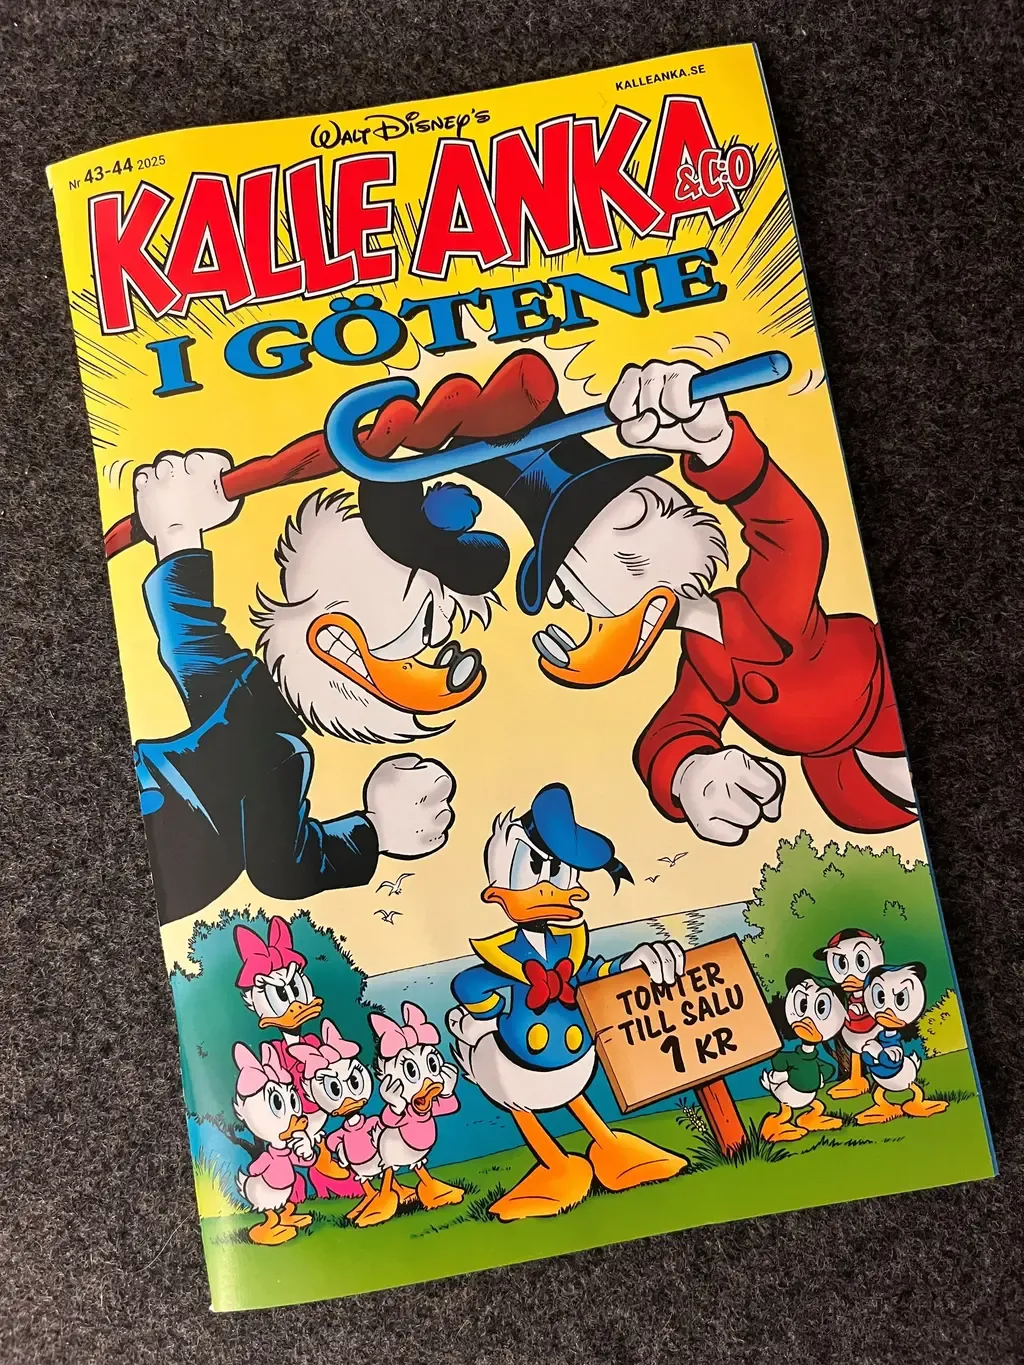 KALLEANKA.SE
Walt Disney's
Nr 43-44 2025
KALLE ANKA
& C:O
I GÖTENE
TOMTER
TILL SALU
1 KR